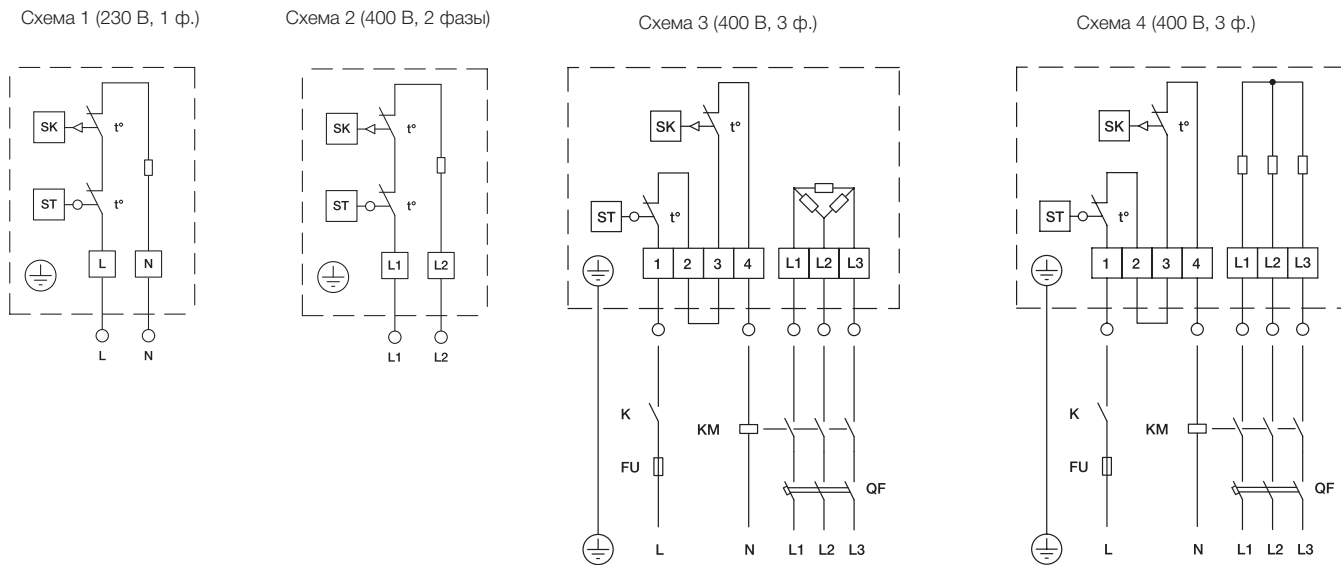 Схема 1 (230 В, 1 ф.)
SK
t°
ST
t°
L
N
L
N
Схема 2 (400 В, 2 фазы)
SK
t°
ST
t°
L1
L2
L1
L2
Схема 3 (400 В, 3 ф.)
SK
t°
ST
t°
1 2 3 4 L1 L2 L3
K
KM
FU
QF
L N L1 L2 L3
Схема 4 (400 В, 3 ф.)
SK
t°
ST
t°
1 2 3 4 L1 L2 L3
K
KM
FU
QF
L N L1 L2 L3